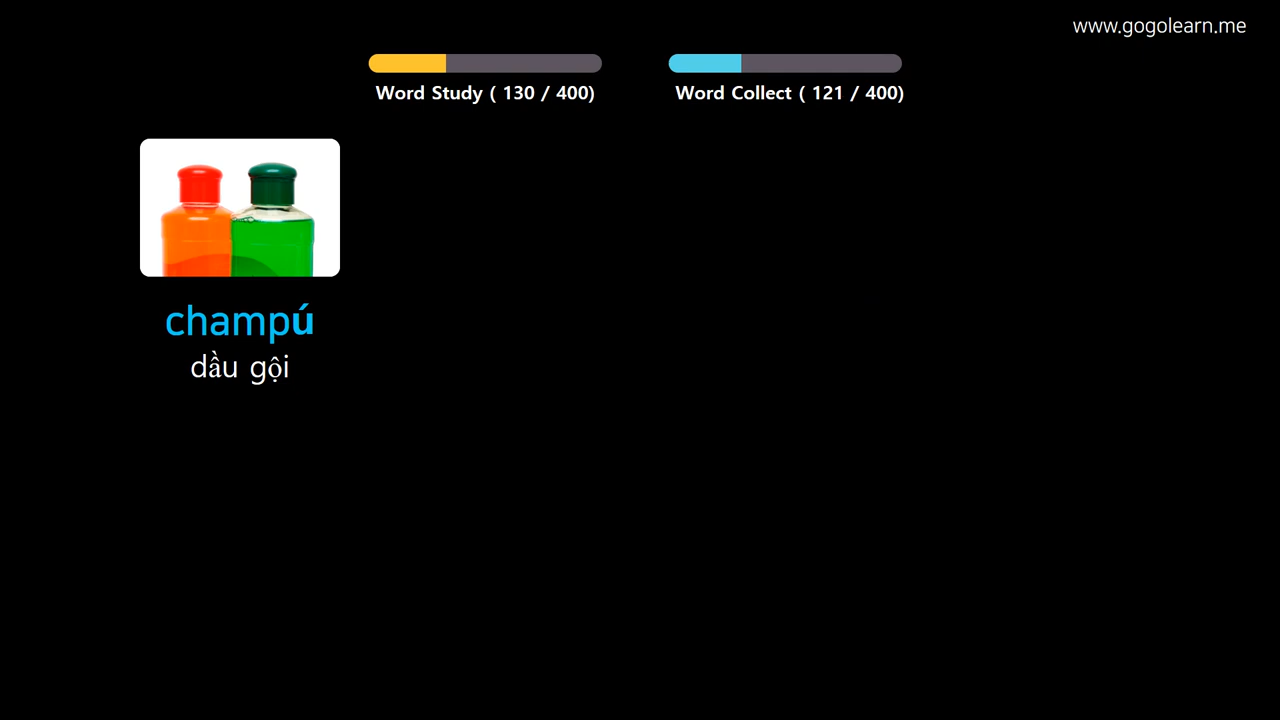 www.gogolearn.me
Word Study ( 130 / 400)
Word Collect ( 121 / 400)
champú
dầu gội